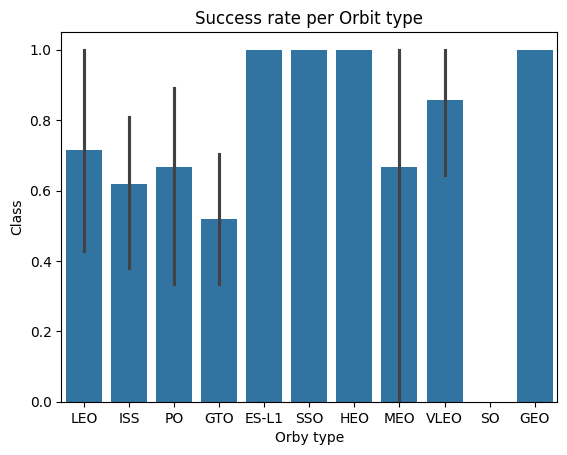 Success rate per Orbit type
Class
1.0
0.8
0.6
0.4
0.2
0.0
LEO ISS PO GTO ES-L1 SSO HEO MEO VLEO SO GEO
Orby type